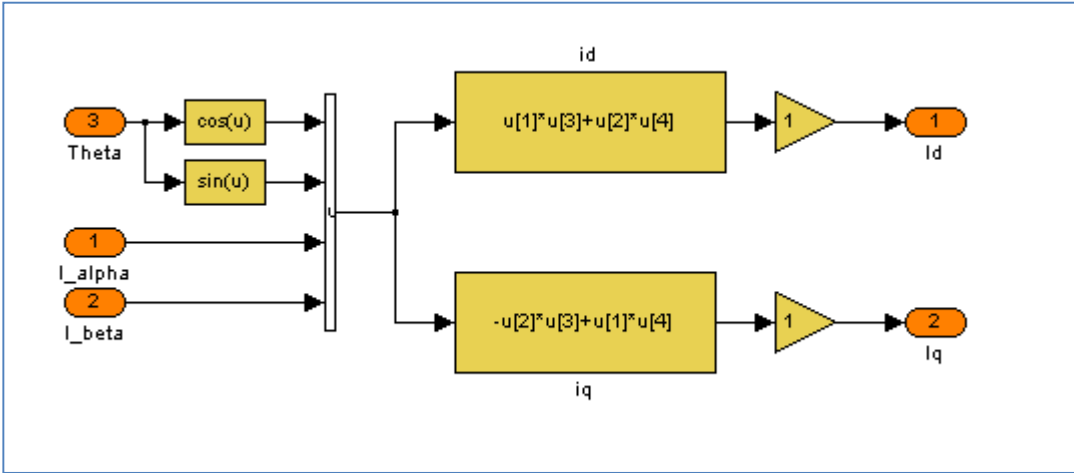 id
3
cos(u)
u[1]*u[3]+u[2]*u[4]
1
1
Theta
Id
sin(u)
1
I_alpha
2
-u[2]*u[3]+u[1]*u[4]
1
2
I_beta
Iq
iq